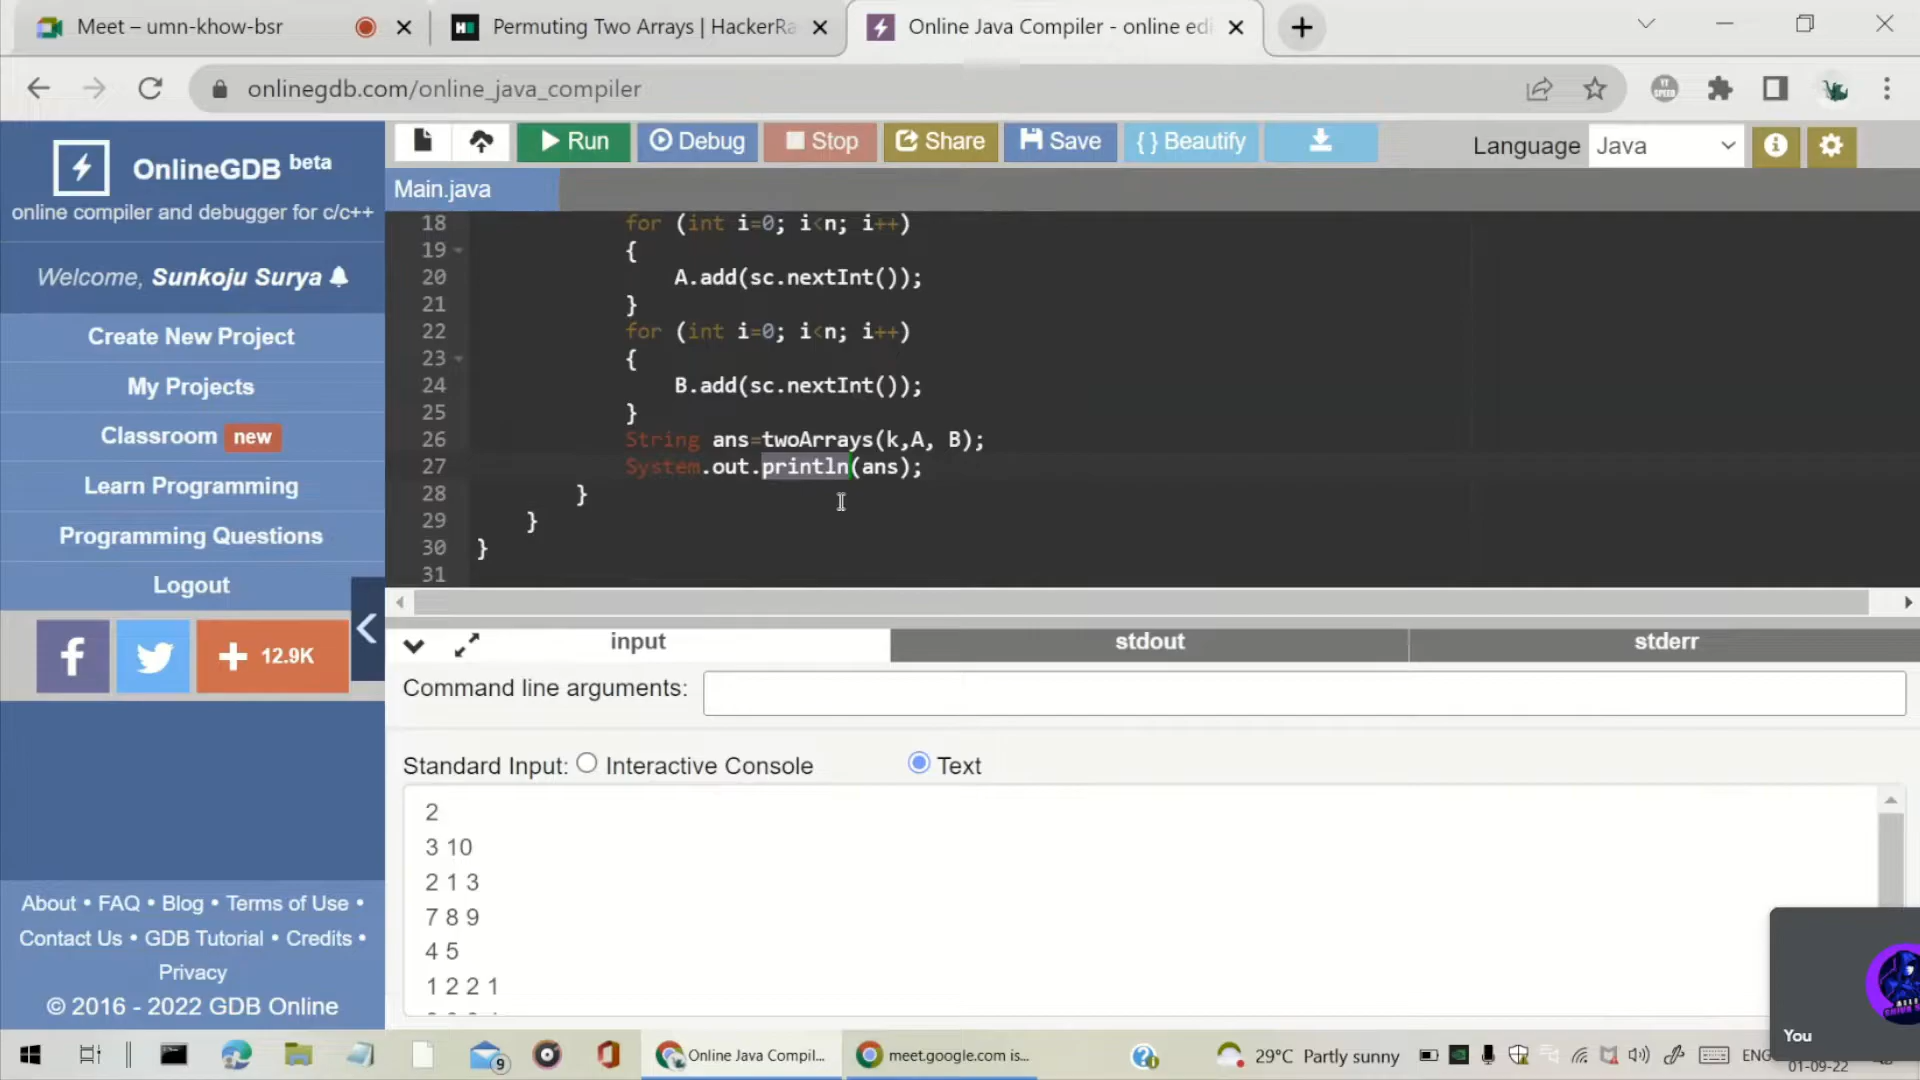 Meet – umn-khow-bsr
Permuting Two Arrays | HackerRa
Online Java Compiler - online edi
onlinegdb.com/online_java_compiler
OnlineGDB beta
online compiler and debugger for c/c++
Welcome, Sunkoju Surya
Create New Project
My Projects
Classroom new
Learn Programming
Programming Questions
Logout
12.9K
About • FAQ • Blog • Terms of Use •
Contact Us • GDB Tutorial • Credits •
Privacy
© 2016 - 2022 GDB Online
Run
Debug
Stop
Share
Save
{ } Beautify
Language Java
Main.java
18 for (int i=0; i<n; i++)
19 {
20 A.add(sc.nextInt());
21 }
22 for (int i=0; i<n; i++)
23 {
24 B.add(sc.nextInt());
25 }
26 String ans=twoArrays(k,A, B);
27 System.out.println(ans);
28 }
29 }
30 }
31
input
stdout
stderr
Command line arguments:
Standard Input: Interactive Console Text
2
3 10
2 1 3
7 8 9
4 5
1 2 2 1
You
9
Online Java Compil...
meet.google.com is...
29°C Partly sunny
ENG
01-09-22